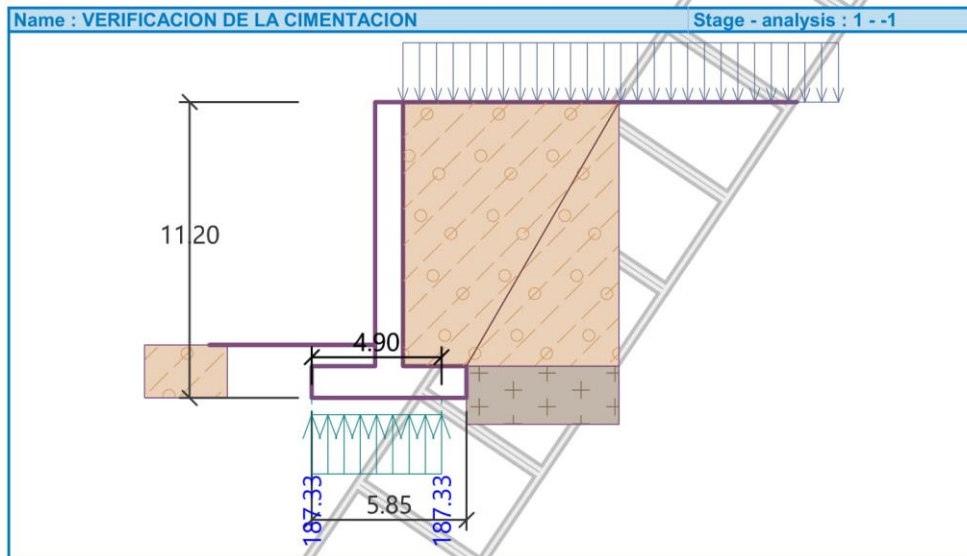 Name : VERIFICACION DE LA CIMENTACION
Stage - analysis : 1 - -1
11.20
4.90
187.33
5.85
187.33